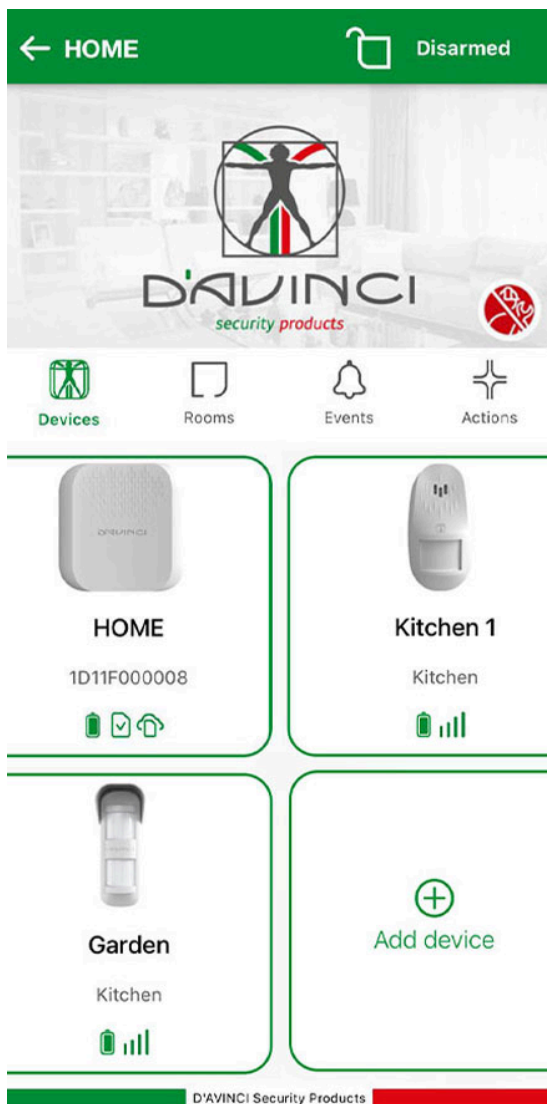 HOME
Disarmed
D'AVINCI
security products
Devices
Rooms
Events
Actions
D'AVINCI
HOME
1D11F000008
Kitchen 1
Kitchen
Garden
Kitchen
Add device
D'AVINCI Security Products